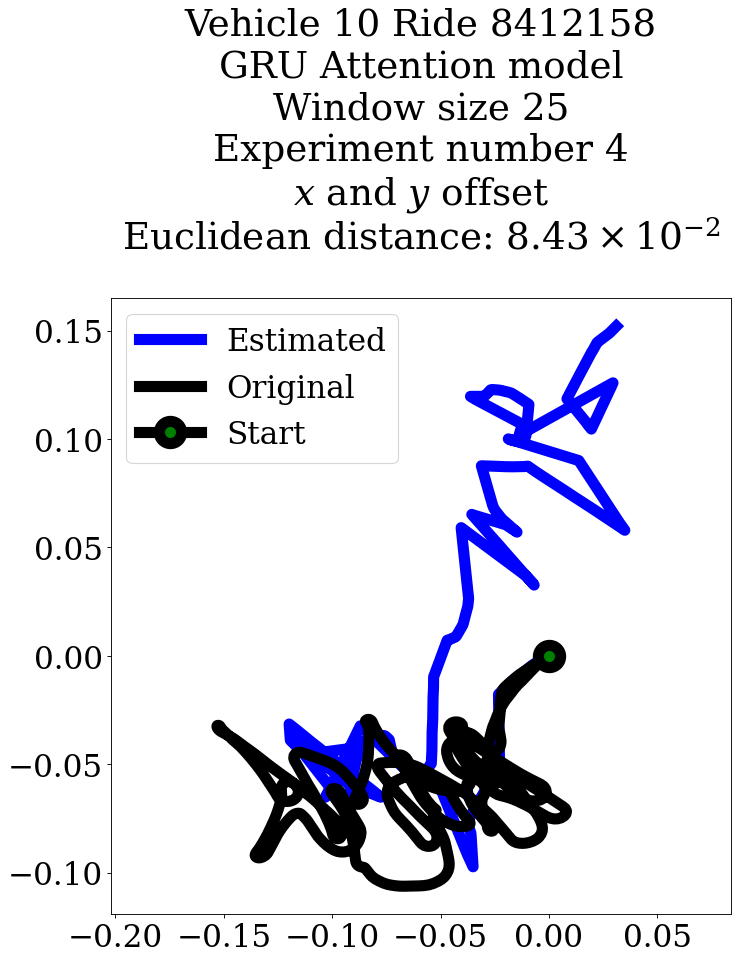 Vehicle 10 Ride 8412158
GRU Attention model
Window size 25
Experiment number 4
x and y offset
Euclidean distance: 8.43 × 10⁻²
Estimated
Original
Start
0.15
0.10
0.05
0.00
−0.05
−0.10
−0.20 −0.15 −0.10 −0.05 0.00 0.05